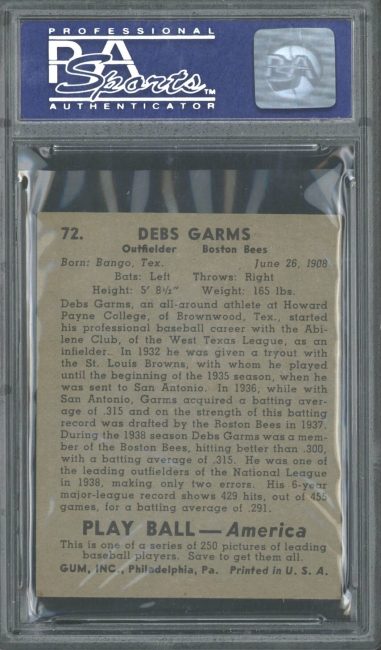 PROFESSIONAL
PSA
Sports™
AUTHENTICATOR
PSA
72. DEBS GARMS
Outfielder Boston Bees
Born: Bango, Tex. June 26, 1908
Bats: Left Throws: Right
Height: 5' 8½" Weight: 165 lbs.
Debs Garms, an all-around athlete at Howard
Payne College, of Brownwood, Tex., started
his professional baseball career with the Abi-
lene Club, of the West Texas League, as an
infielder. In 1932 he was given a tryout with
the St. Louis Browns, with whom he played
until the beginning of the 1935 season, when he
was sent to San Antonio. In 1936, while with
San Antonio, Garms acquired a batting aver-
age of .315 and on the strength of this batting
record was drafted by the Boston Bees in 1937.
During the 1938 season Debs Garms was a mem-
ber of the Boston Bees, hitting better than .300,
with a batting average of .315. He was one of
the leading outfielders of the National League
in 1938, making only two errors. His 6-year
major-league record shows 429 hits, out of 455
games, for a batting average of .291.
PLAY BALL — America
This is one of a series of 250 pictures of leading
baseball players. Save to get them all.
GUM, INC., Philadelphia, Pa. Printed in U. S. A.